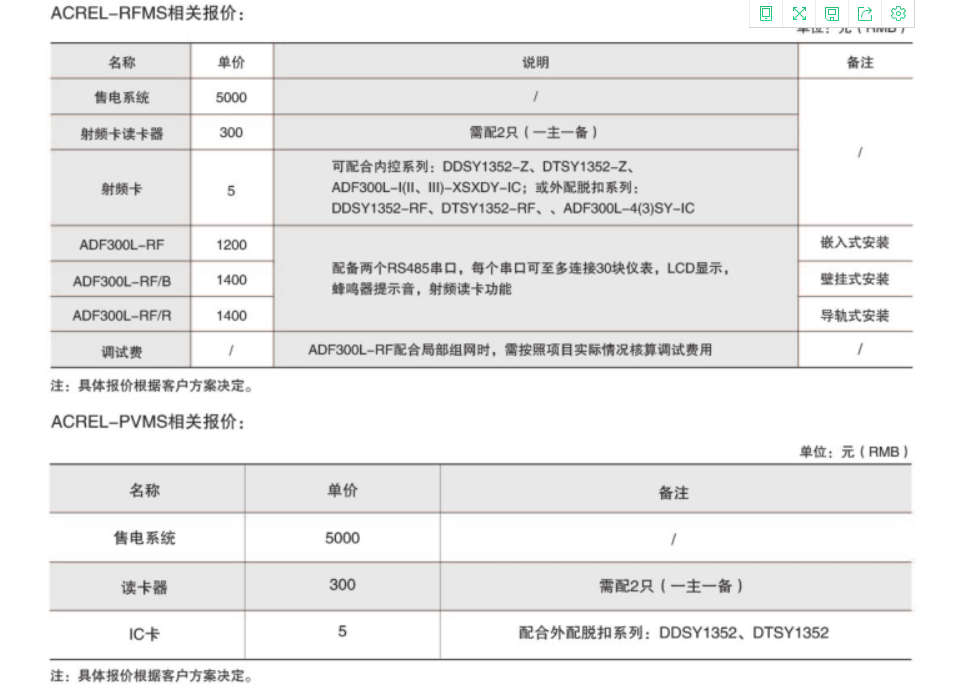 ACREL-RFMS相关报价：
单位：元（RMB）
名称 单价 说明 备注
售电系统 5000 /
射频卡读卡器 300 需配2只（一主一备）
/
射频卡 5 可配合内控系列：DDSY1352-Z、DTSY1352-Z、
ADF300L-I(II、III)-XSXDY-IC；或外配脱扣系列：
DDSY1352-RF、DTSY1352-RF、、ADF300L-4(3)SY-IC
ADF300L-RF 1200 嵌入式安装
配备两个RS485串口，每个串口可至多连接30块仪表，LCD显示，
ADF300L-RF/B 1400 壁挂式安装
蜂鸣器提示音，射频读卡功能
ADF300L-RF/R 1400 导轨式安装
调试费 / ADF300L-RF配合局部组网时，需按照项目实际情况核算调试费用 /
注：具体报价根据客户方案决定。
ACREL-PVMS相关报价：
单位：元（RMB）
名称 单价 备注
售电系统 5000 /
读卡器 300 需配2只（一主一备）
IC卡 5 配合外配脱扣系列：DDSY1352、DTSY1352
注：具体报价根据客户方案决定。